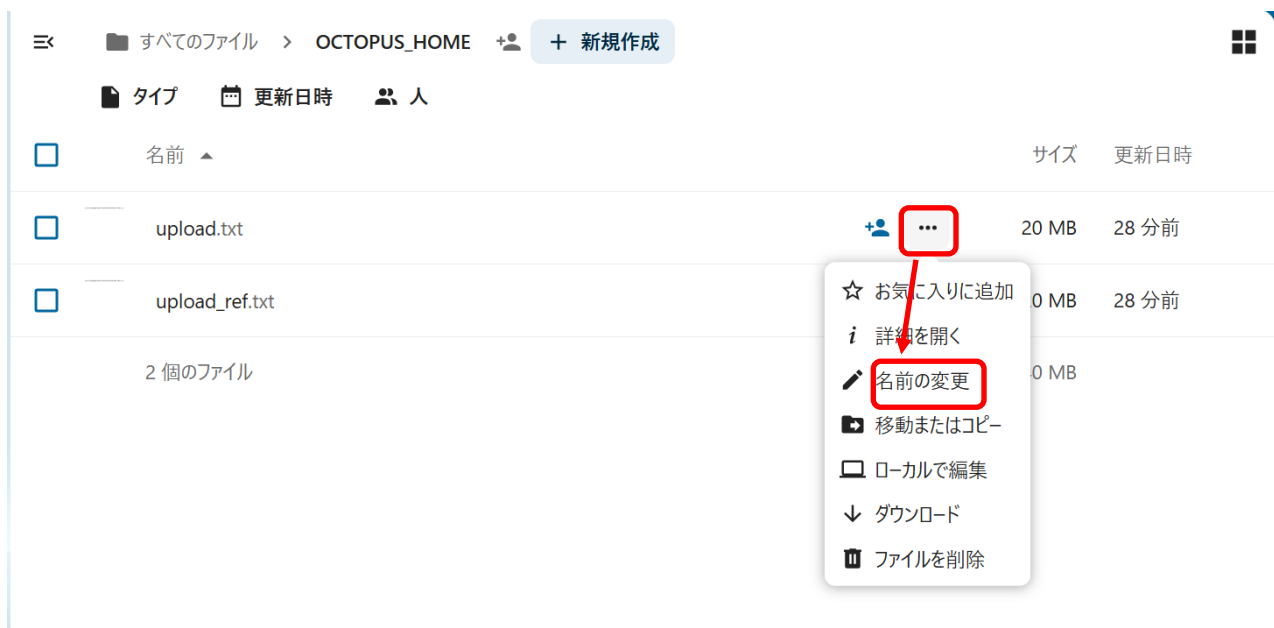 すべてのファイル > OCTOPUS_HOME + 新規作成
タイプ 更新日時 人
名前 サイズ 更新日時
upload.txt ... 20 MB 28 分前
お気に入りに追加
upload_ref.txt 0 MB 28 分前
詳細を開く
2 個のファイル 0 MB
名前の変更
移動またはコピー
ローカルで編集
ダウンロード
ファイルを削除